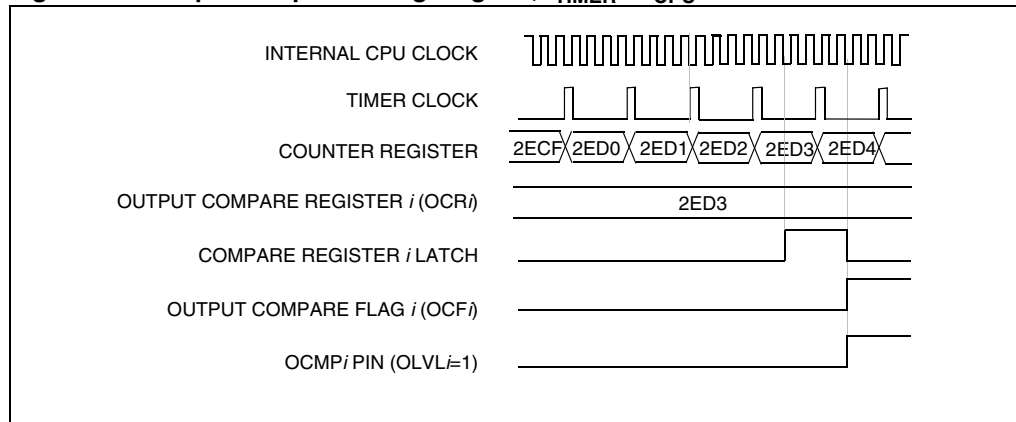 INTERNAL CPU CLOCK
TIMER CLOCK
COUNTER REGISTER 2ECF 2ED0 2ED1 2ED2 2ED3 2ED4
OUTPUT COMPARE REGISTER i (OCRi) 2ED3
COMPARE REGISTER i LATCH
OUTPUT COMPARE FLAG i (OCFi)
OCMPi PIN (OLVLi=1)